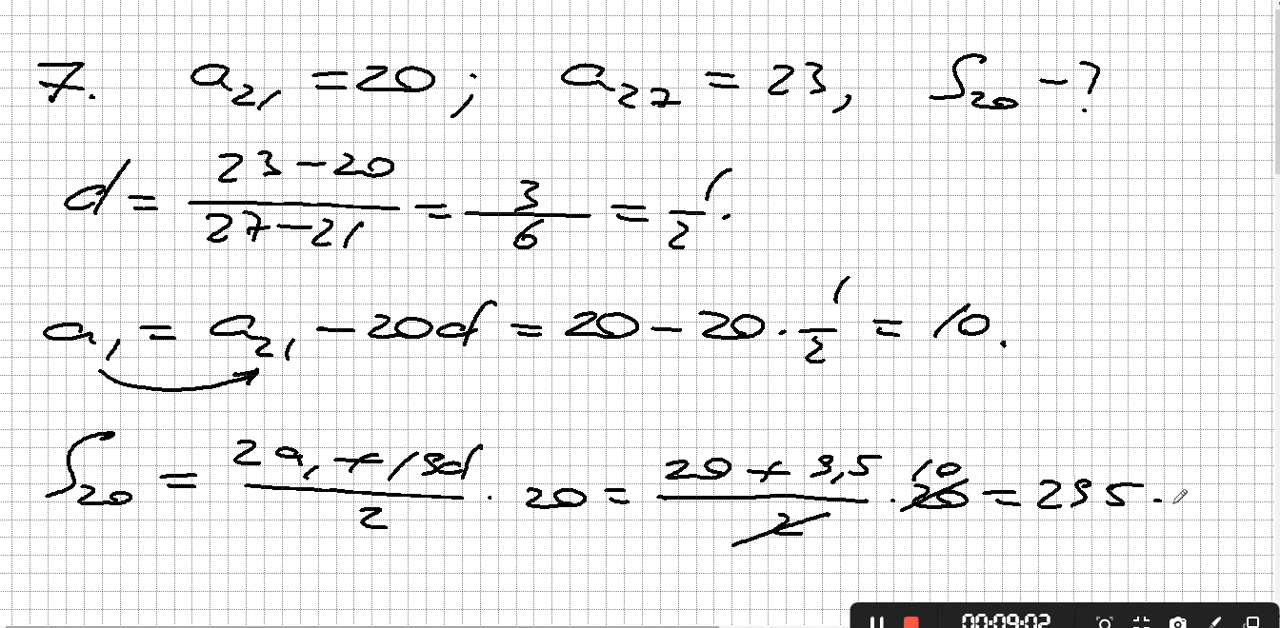 7. a₂₁ = 20; a₂₇ = 23, S₂₀ - ?
d = (23 - 20)/(27 - 21) = 3/6 = 1/2.
a₁ = a₂₁ - 20d = 20 - 20 · 1/2 = 10.
S₂₀ = (2a₁ + 19d)/2 · 20 = (20 + 9,5)/2 · 20 10 = 295.
00:09:02